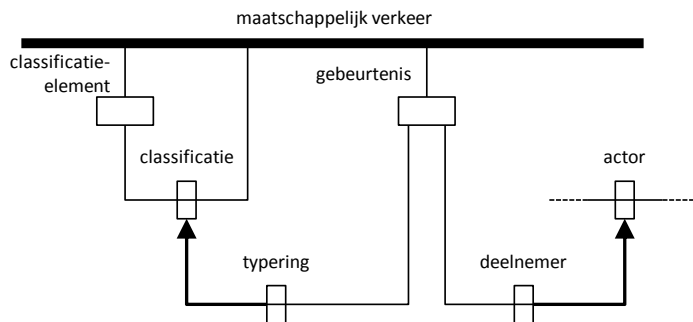 maatschappelijk verkeer
classificatie-
element
gebeurtenis
classificatie
actor
typering
deelnemer